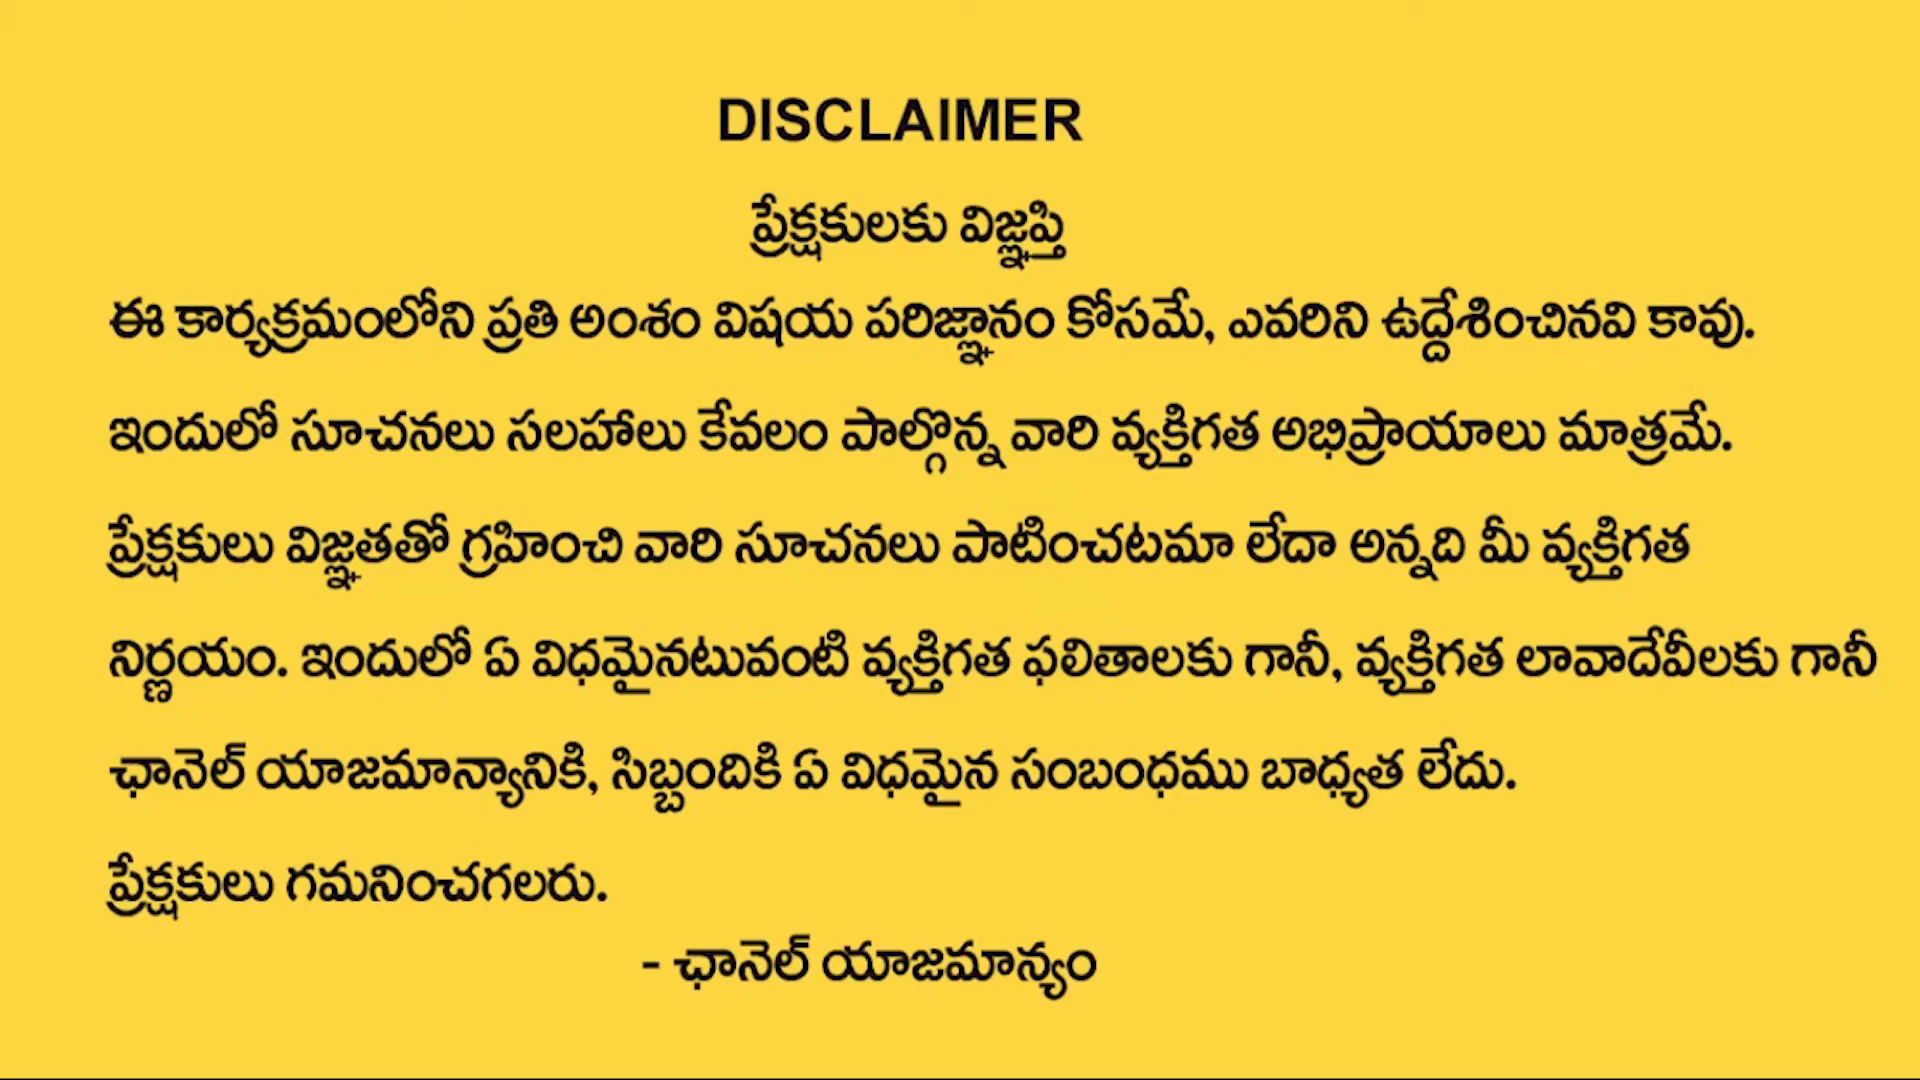 DISCLAIMER
ప్రేక్షకులకు విజ్ఞప్తి
ఈ కార్యక్రమంలోని ప్రతి అంశం విషయ పరిజ్ఞానం కోసమే, ఎవరిని ఉద్దేశించినవి కావు.
ఇందులో సూచనలు సలహాలు కేవలం పాల్గొన్న వారి వ్యక్తిగత అభిప్రాయాలు మాత్రమే.
ప్రేక్షకులు విజ్ఞతతో గ్రహించి వారి సూచనలు పాటించటమా లేదా అన్నది మీ వ్యక్తిగత
నిర్ణయం. ఇందులో ఏ విధమైనటువంటి వ్యక్తిగత ఫలితాలకు గానీ, వ్యక్తిగత లావాదేవీలకు గానీ
ఛానెల్ యాజమాన్యానికి, సిబ్బందికి ఏ విధమైన సంబంధము బాధ్యత లేదు.
ప్రేక్షకులు గమనించగలరు.
- ఛానెల్ యాజమాన్యం